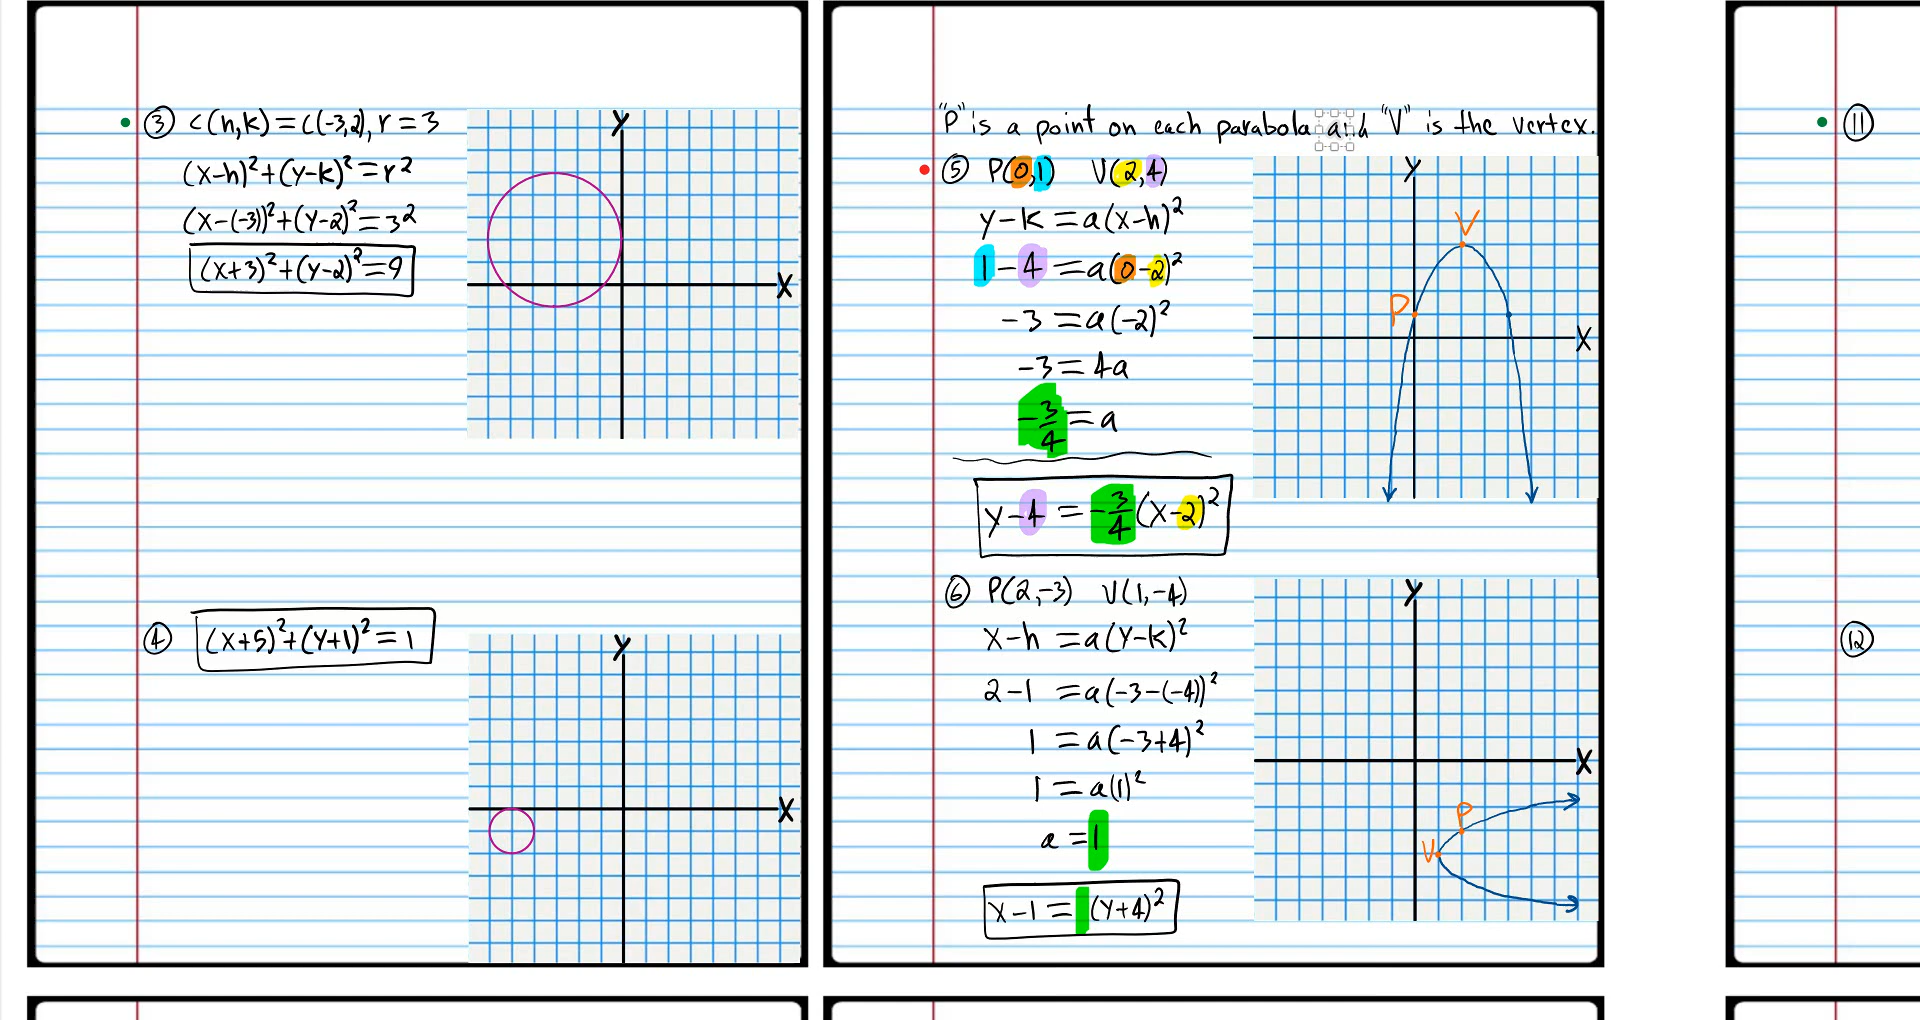 ③ C(h,k)=C(-3,2), r=3
(x-h)²+(y-k)²=r²
(x-(-3))²+(y-2)²=3²
(x+3)²+(y-2)²=9
Y
X
④ (x+5)²+(y+1)²=1
Y
X
"P" is a point on each parabola and "V" is the vertex.
⑤ P(0,1) V(2,4)
y-k=a(x-h)²
1-4=a(0-2)²
-3=a(-2)²
-3=4a
-3/4=a
y-4=-3/4(x-2)²
Y
V
P
X
⑥ P(2,-3) V(1,-4)
x-h=a(y-k)²
2-1=a(-3-(-4))²
1=a(-3+4)²
1=a(1)²
a=1
x-1=(y+4)²
Y
X
P
V
⑪
⑫